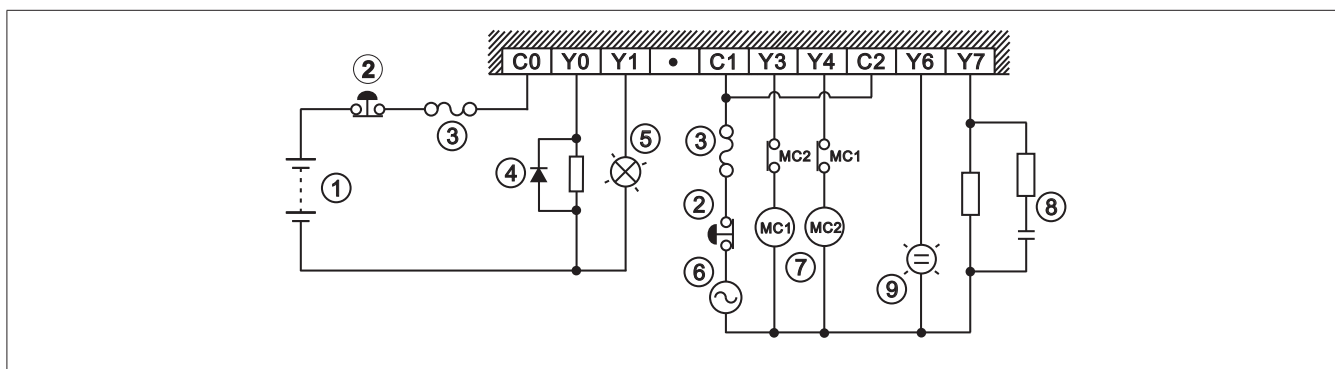 C0 Y0 Y1 • C1 Y3 Y4 C2 Y6 Y7
②
③
①
④
⑤
③
②
⑥
MC2
MC1
MC1
MC2
⑦
⑨
⑧